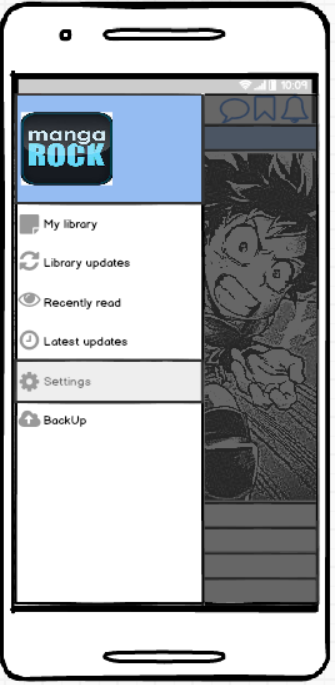 10:09
manga
ROCK
My library
Library updates
Recently read
Latest updates
Settings
BackUp